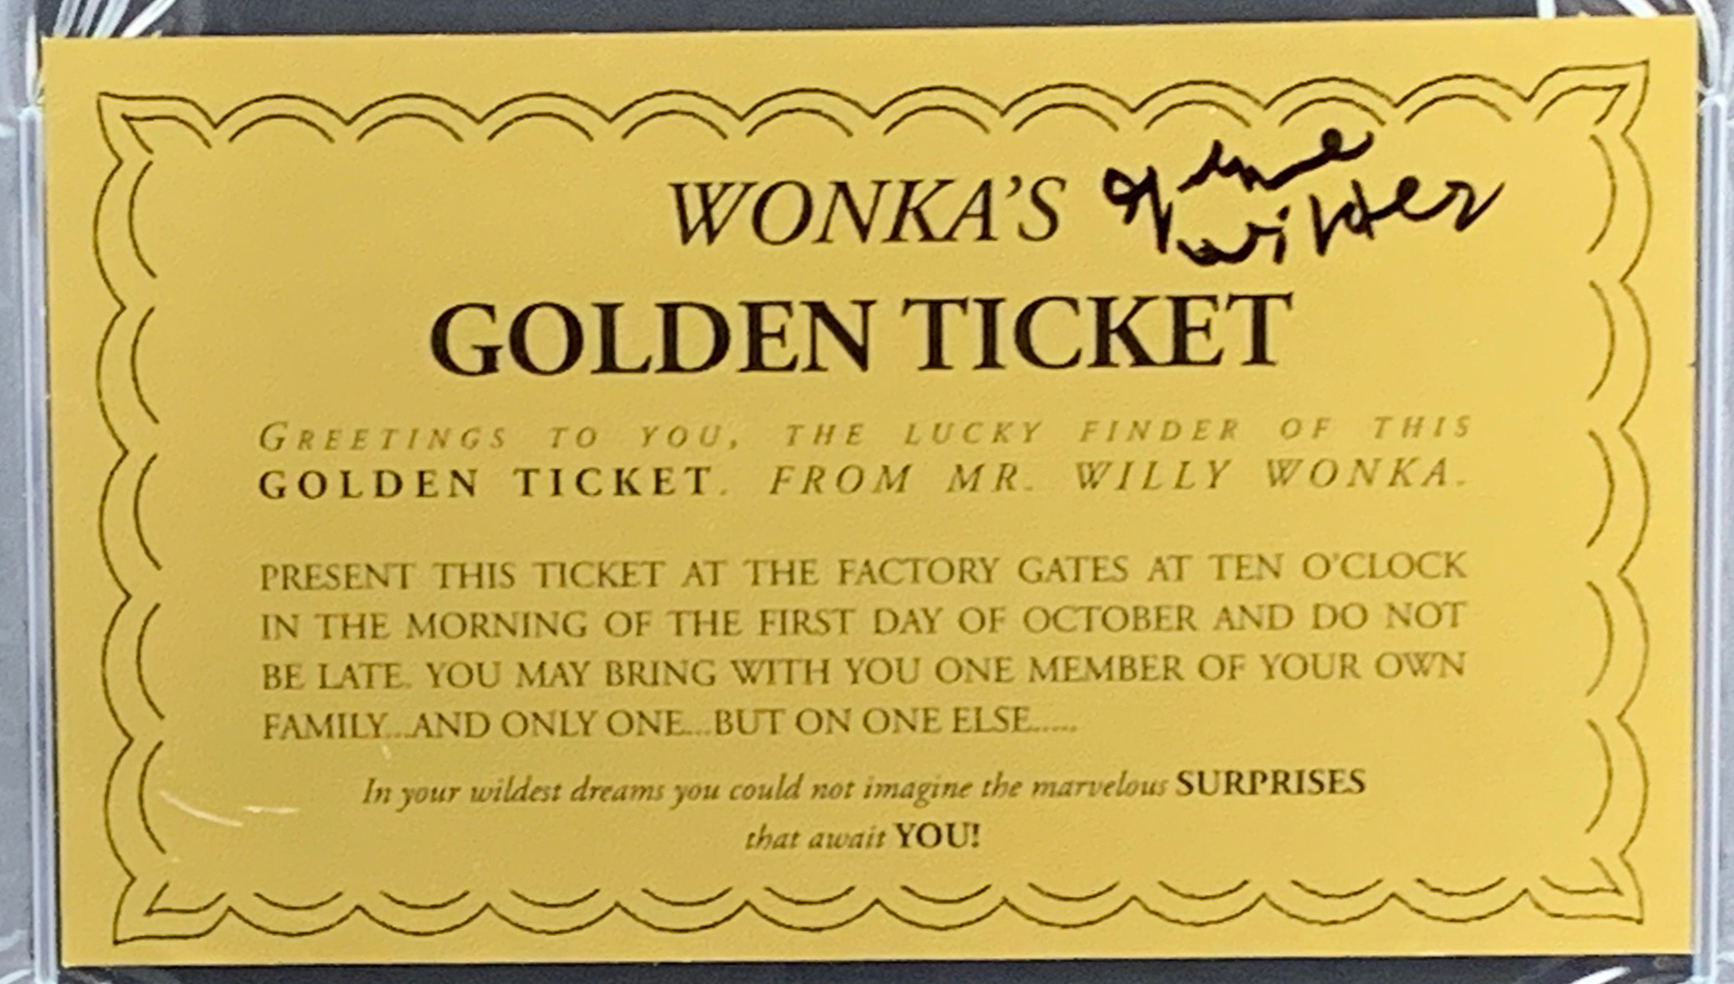 WONKA'S
Gene
Wilder
GOLDEN TICKET
GREETINGS TO YOU, THE LUCKY FINDER OF THIS
GOLDEN TICKET. FROM MR. WILLY WONKA.
PRESENT THIS TICKET AT THE FACTORY GATES AT TEN O'CLOCK
IN THE MORNING OF THE FIRST DAY OF OCTOBER AND DO NOT
BE LATE. YOU MAY BRING WITH YOU ONE MEMBER OF YOUR OWN
FAMILY...AND ONLY ONE...BUT ON ONE ELSE.....
In your wildest dreams you could not imagine the marvelous SURPRISES
that await YOU!